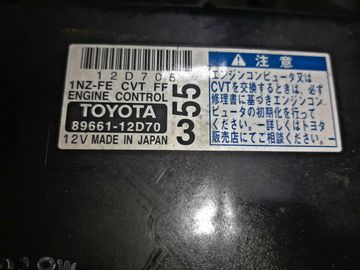 12D705
1NZ-FE CVT FF
ENGINE CONTROL
TOYOTA
89661-12D70
12V MADE IN JAPAN
355
注意
エンジンコンピュータ又は
CVTを交換するときは、必ず
修理書に基づきエンジンコン
ピュータの初期化を行って
ください。詳しくはトヨタ
販売店にてご相談ください。